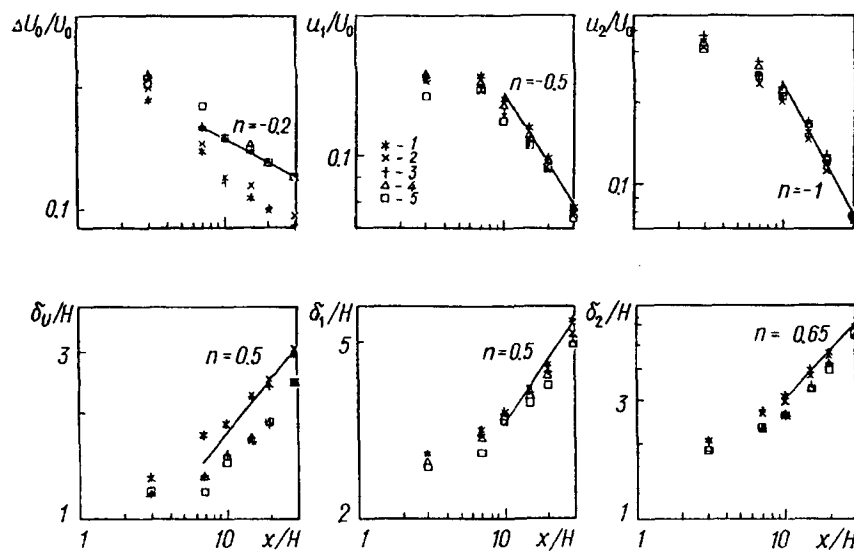 ΔU₀/U₀
n=-0.2
0.1
u₁/U₀
n=-0.5
0.1
* - 1
× - 2
+ - 3
△ - 4
□ - 5
u₂/U₀
0.1
n=-1
δ_U/H
3
n=0.5
1
1
10
x/H
δ₁/H
5
n=0.5
2
1
10
x/H
δ₂/H
n=0.65
3
1
1
10
x/H